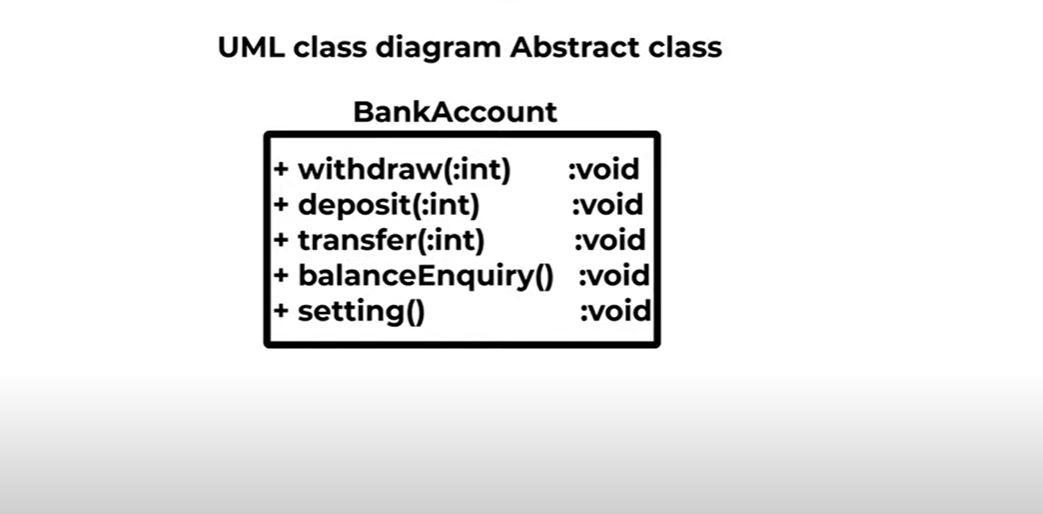 UML class diagram Abstract class
BankAccount
+ withdraw(:int) :void
+ deposit(:int) :void
+ transfer(:int) :void
+ balanceEnquiry() :void
+ setting() :void